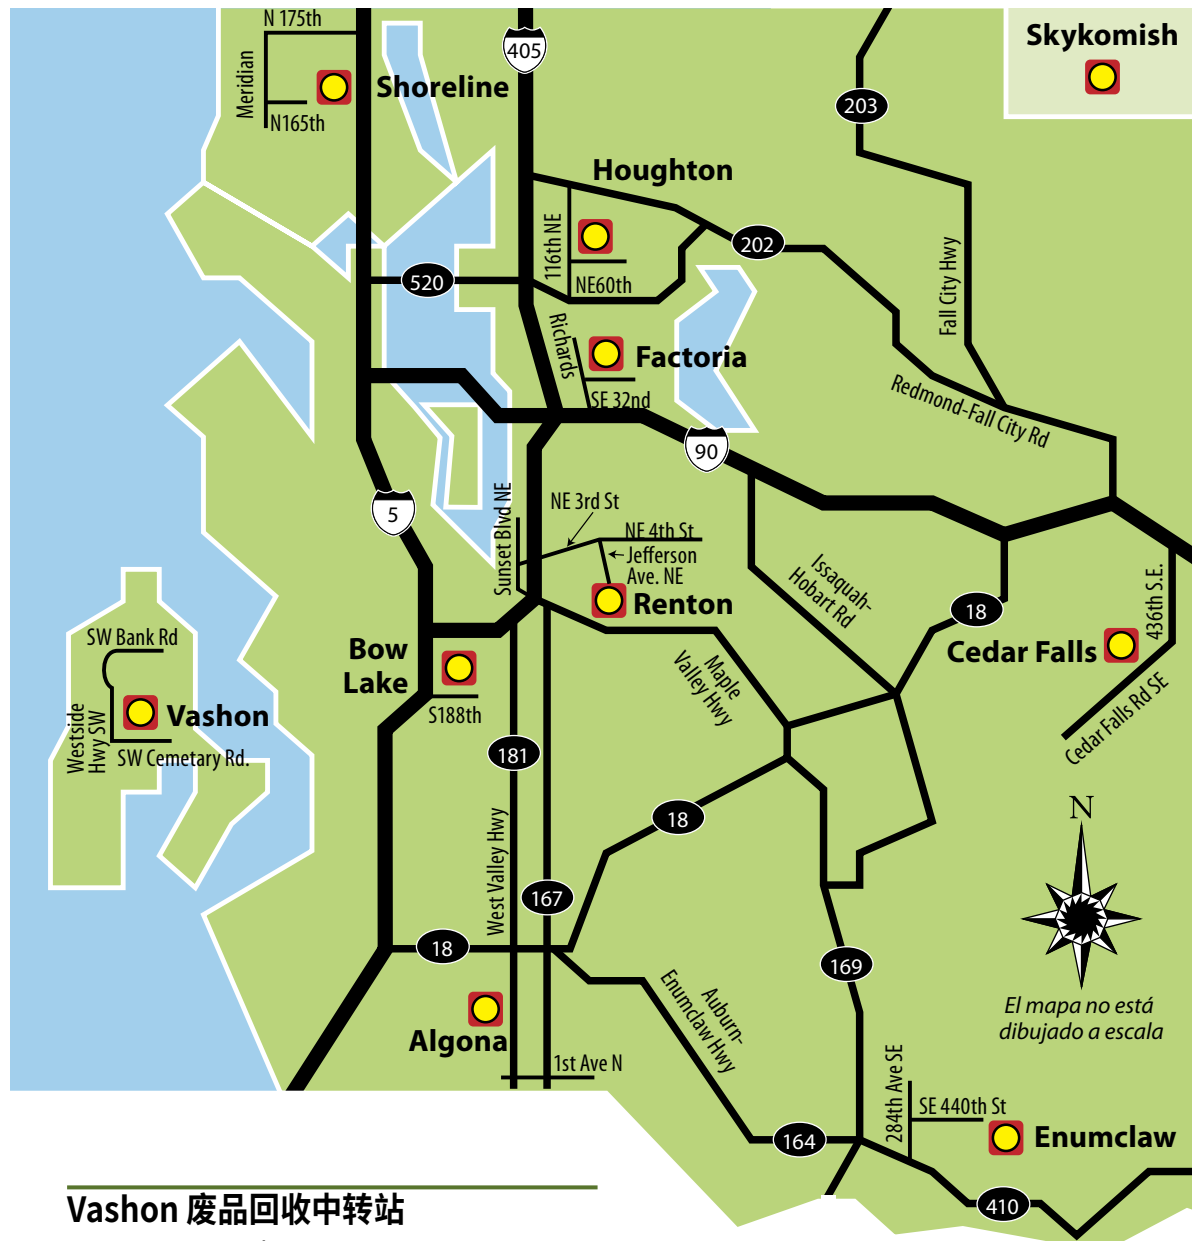 N 175th
Meridian
N165th
Shoreline
405
Skykomish
203
Houghton
116th NE
NE60th
202
520
Fall City Hwy
Richards
Factoria
SE 32nd
Redmond-Fall City Rd
90
5
Sunset Blvd NE
NE 3rd St
NE 4th St
Jefferson
Ave. NE
Renton
Issaquah-
Hobart Rd
18
436th S.E.
Cedar Falls
Cedar Falls Rd SE
SW Bank Rd
Westside
Hwy SW
Vashon
SW Cemetary Rd.
Bow
Lake
S188th
Maple
Valley Hwy
181
West Valley Hwy
167
18
18
169
N
El mapa no está
dibujado a escala
Algona
1st Ave N
Auburn-
Enumclaw Hwy
164
284th Ave SE
SE 440th St
Enumclaw
410
Vashon 废品回收中转站